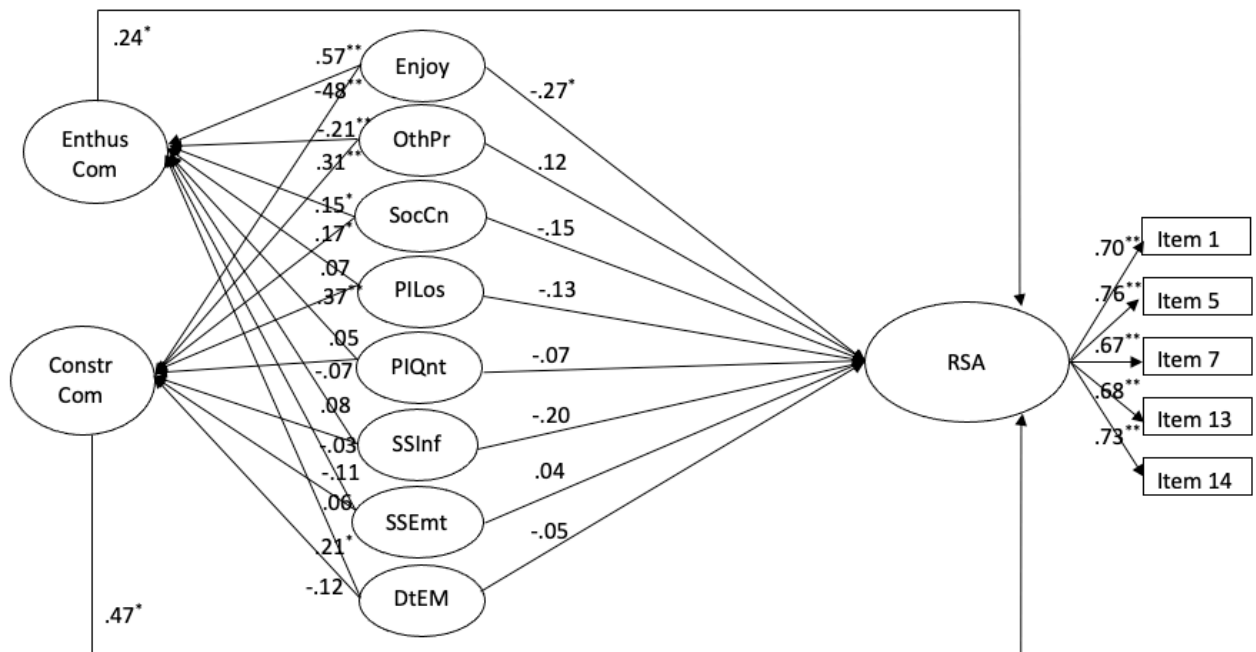 .24*
.57**
Enjoy
-48**
-.27*
Enthus
Com
-.21**
OthPr
.31**
.12
.15*
SocCn
.17*
-.15
.70**
Item 1
.07
PILos
.37**
-.13
.76**
Item 5
Constr
Com
.05
PIQnt
-.07
-.07
RSA
.67**
Item 7
.08
SSInf
-.03
-.20
.68**
Item 13
-.11
SSEmt
.06
.04
.73**
Item 14
.21*
-.05
-.12
DtEM
.47*